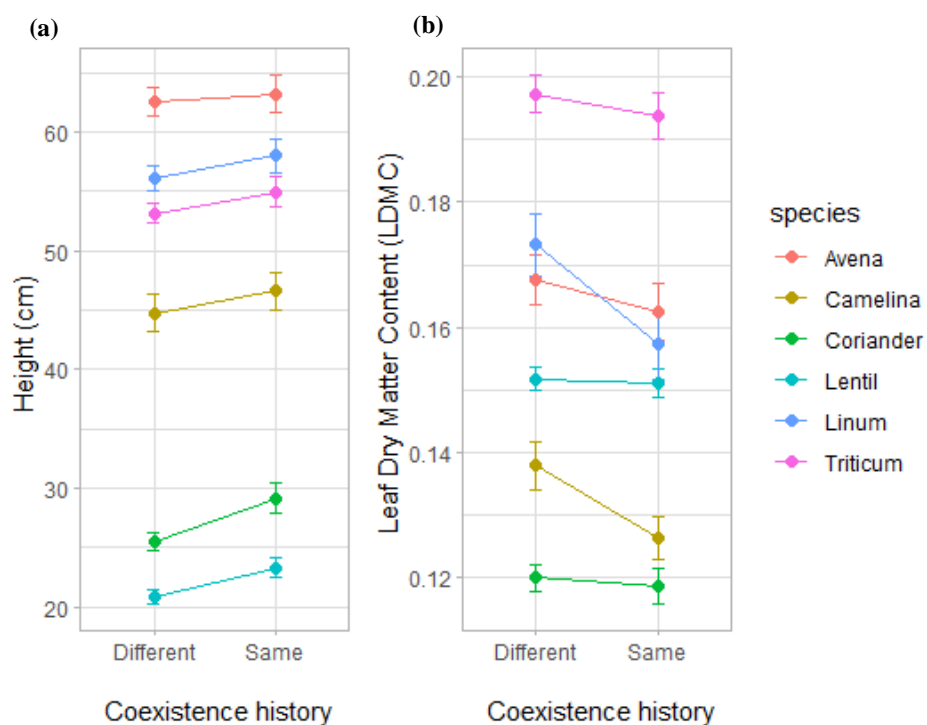 (a)
Height (cm)
60
50
40
30
20
Different Same
Coexistence history
(b)
Leaf Dry Matter Content (LDMC)
0.20
0.18
0.16
0.14
0.12
Different Same
Coexistence history
species
Avena
Camelina
Coriander
Lentil
Linum
Triticum